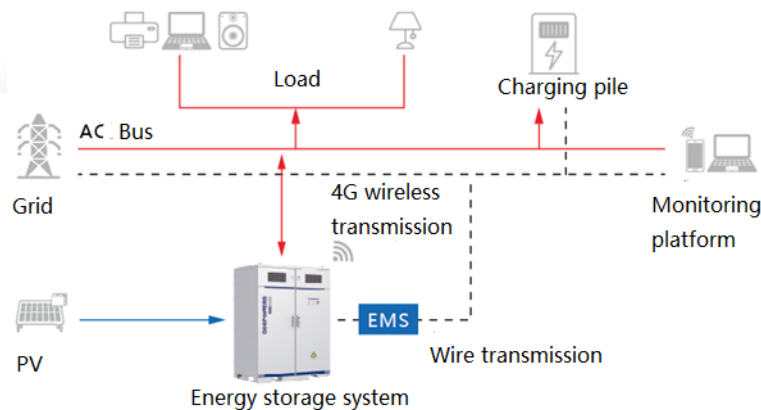 Load
Charging pile
AC Bus
Grid
4G wireless
transmission
Monitoring
platform
EMS
PV
Wire transmission
Energy storage system